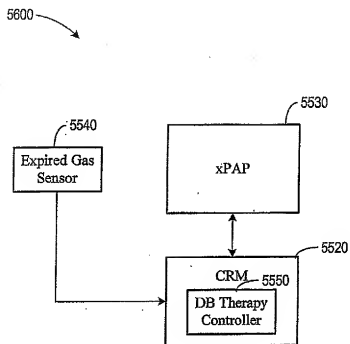 5600
5530
5540
Expired Gas
Sensor
xPAP
5520
CRM
5550
DB Therapy
Controller